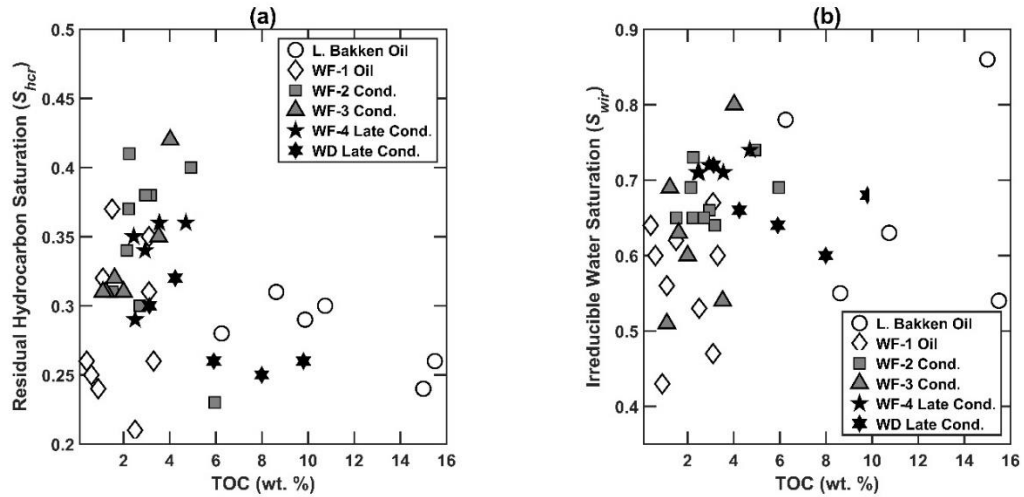 (a)
0.5
0.45
0.4
0.35
0.3
0.25
0.2
Residual Hydrocarbon Saturation (S_hcr)
L. Bakken Oil
WF-1 Oil
WF-2 Cond.
WF-3 Cond.
WF-4 Late Cond.
WD Late Cond.
2 4 6 8 10 12 14 16
TOC (wt. %)
(b)
0.9
0.8
0.7
0.6
0.5
0.4
Irreducible Water Saturation (S_wir)
L. Bakken Oil
WF-1 Oil
WF-2 Cond.
WF-3 Cond.
WF-4 Late Cond.
WD Late Cond.
2 4 6 8 10 12 14 16
TOC (wt. %)